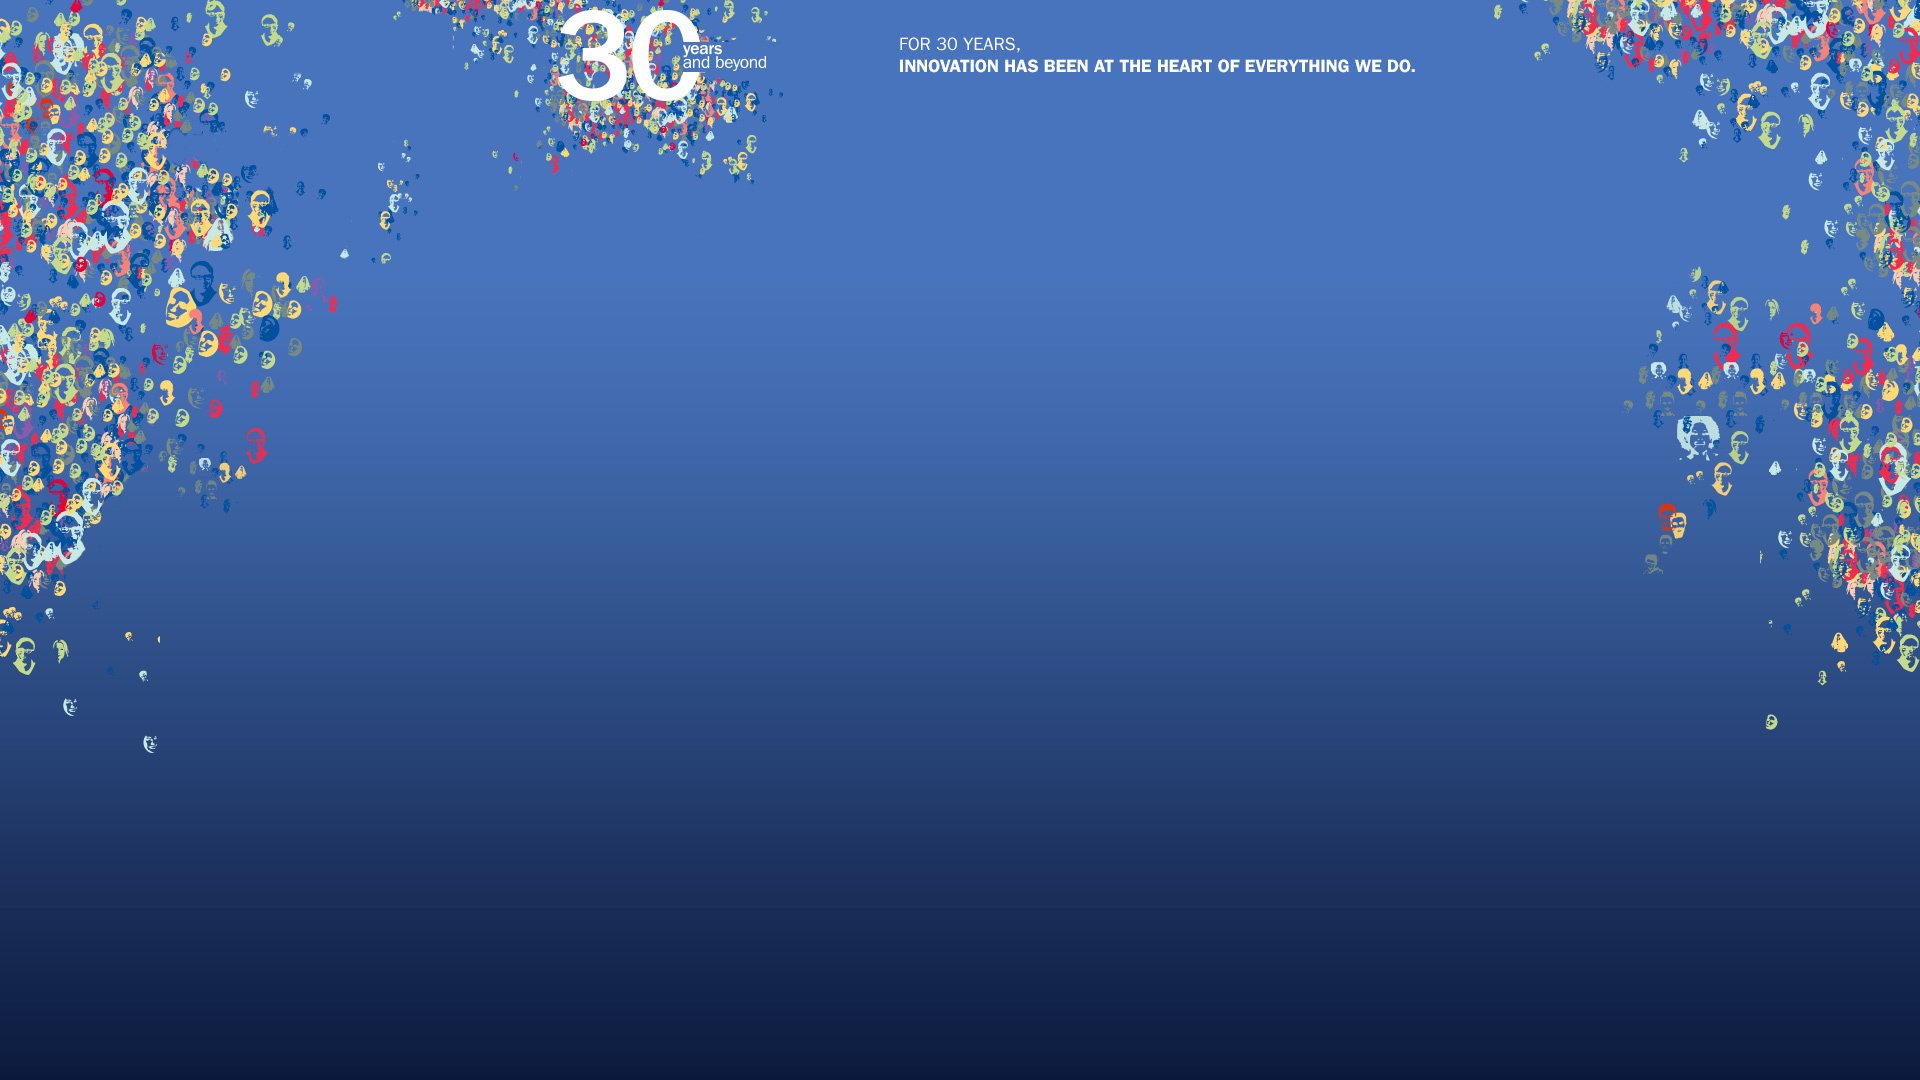 30
years
and beyond
FOR 30 YEARS,
INNOVATION HAS BEEN AT THE HEART OF EVERYTHING WE DO.